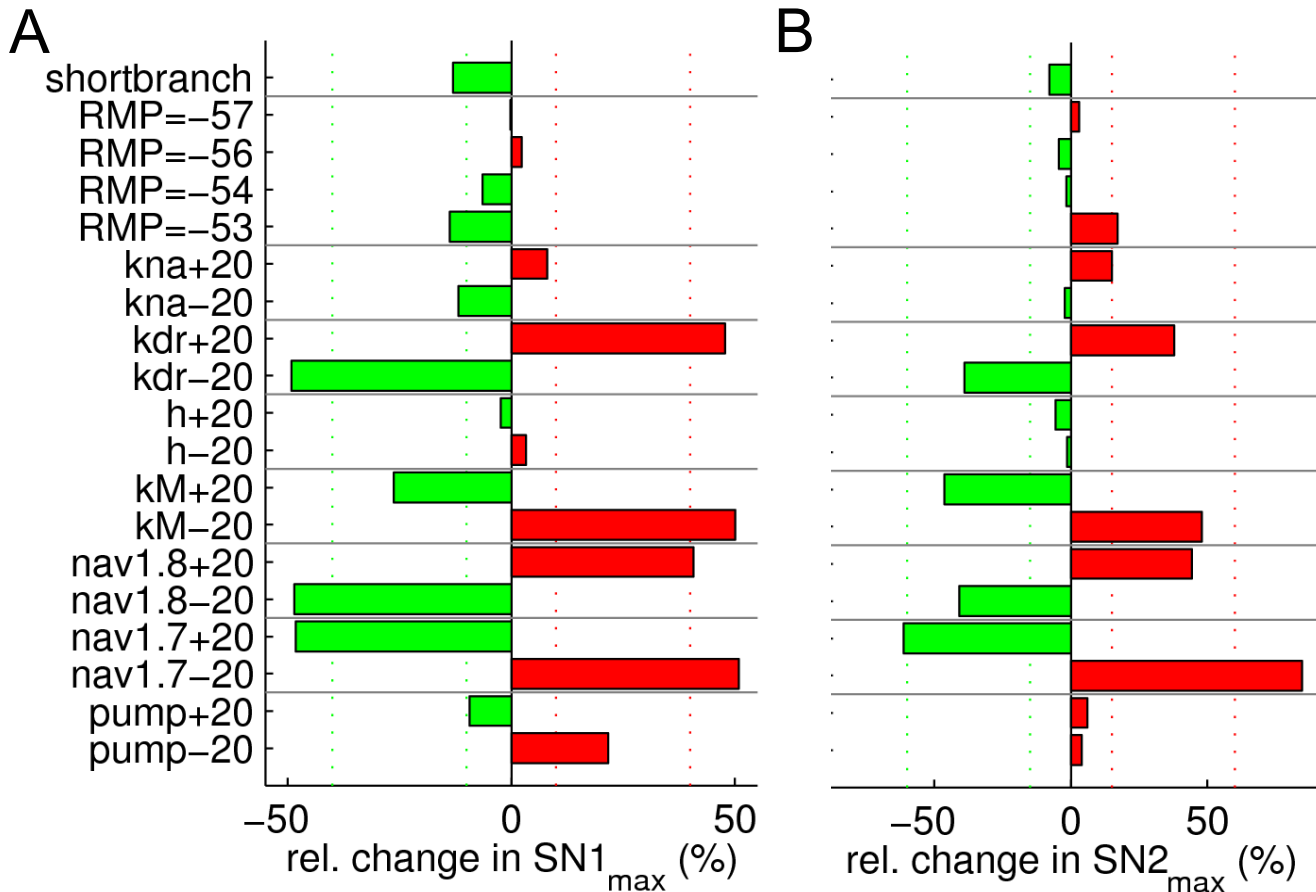 A
B
shortbranch
RMP=−57
RMP=−56
RMP=−54
RMP=−53
kna+20
kna−20
kdr+20
kdr−20
h+20
h−20
kM+20
kM−20
nav1.8+20
nav1.8−20
nav1.7+20
nav1.7−20
pump+20
pump−20
−50 0 50
−50 0 50
rel. change in SN1max (%)
rel. change in SN2max (%)